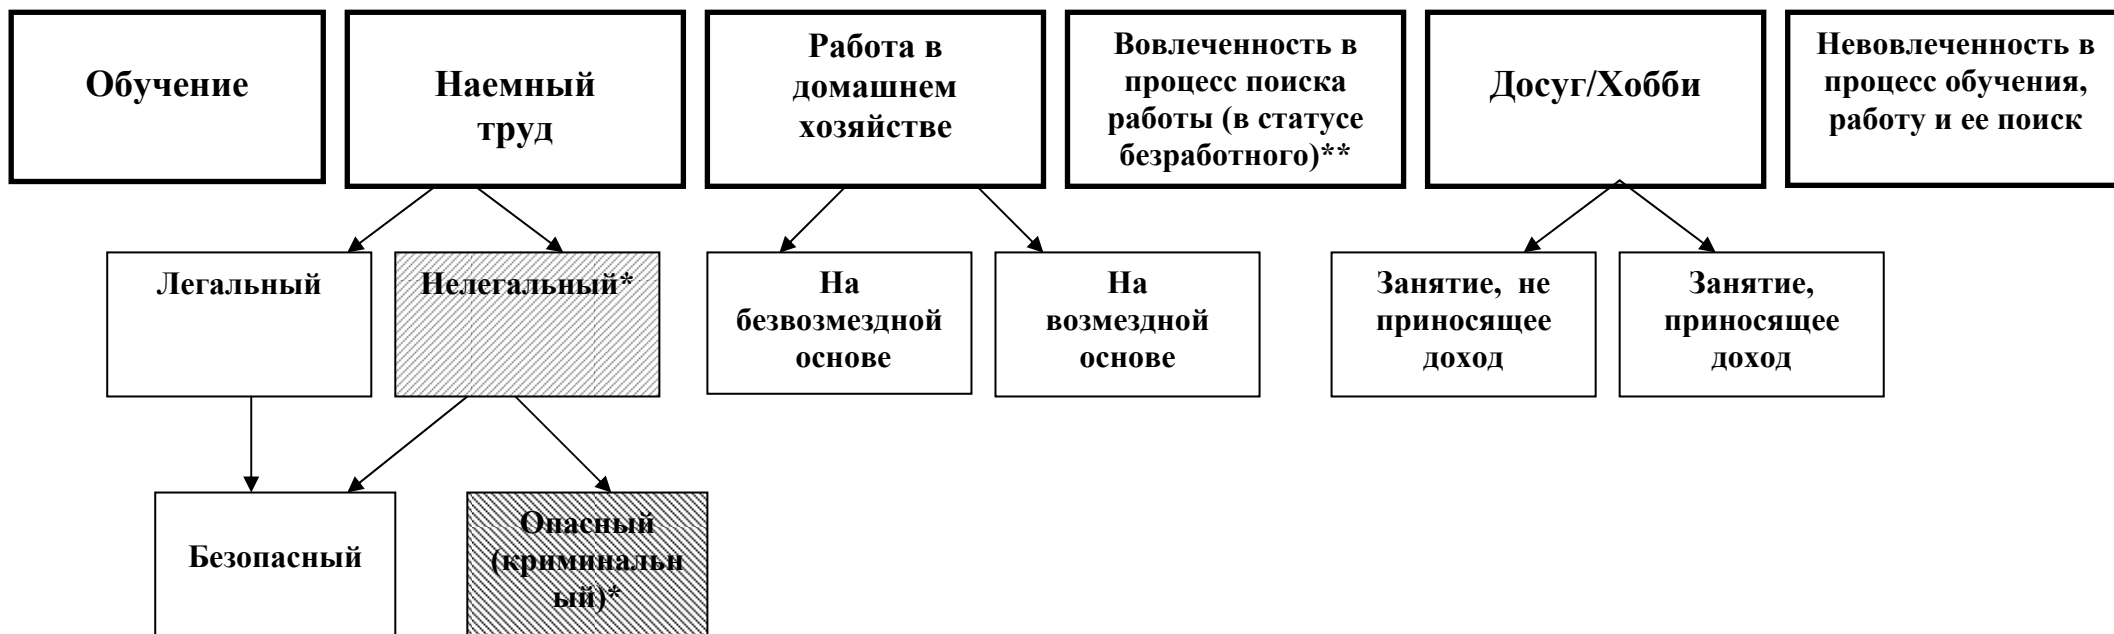 Обучение
Наемный
труд
Работа в
домашнем
хозяйстве
Вовлеченность в
процесс поиска
работы (в статусе
безработного)**
Досуг/Хобби
Невовлеченность в
процесс обучения,
работу и ее поиск
Легальный
Нелегальный*
На
безвозмездной
основе
На
возмездной
основе
Занятие, не
приносящее
доход
Занятие,
приносящее
доход
Безопасный
Опасный
(криминальн
ый)*